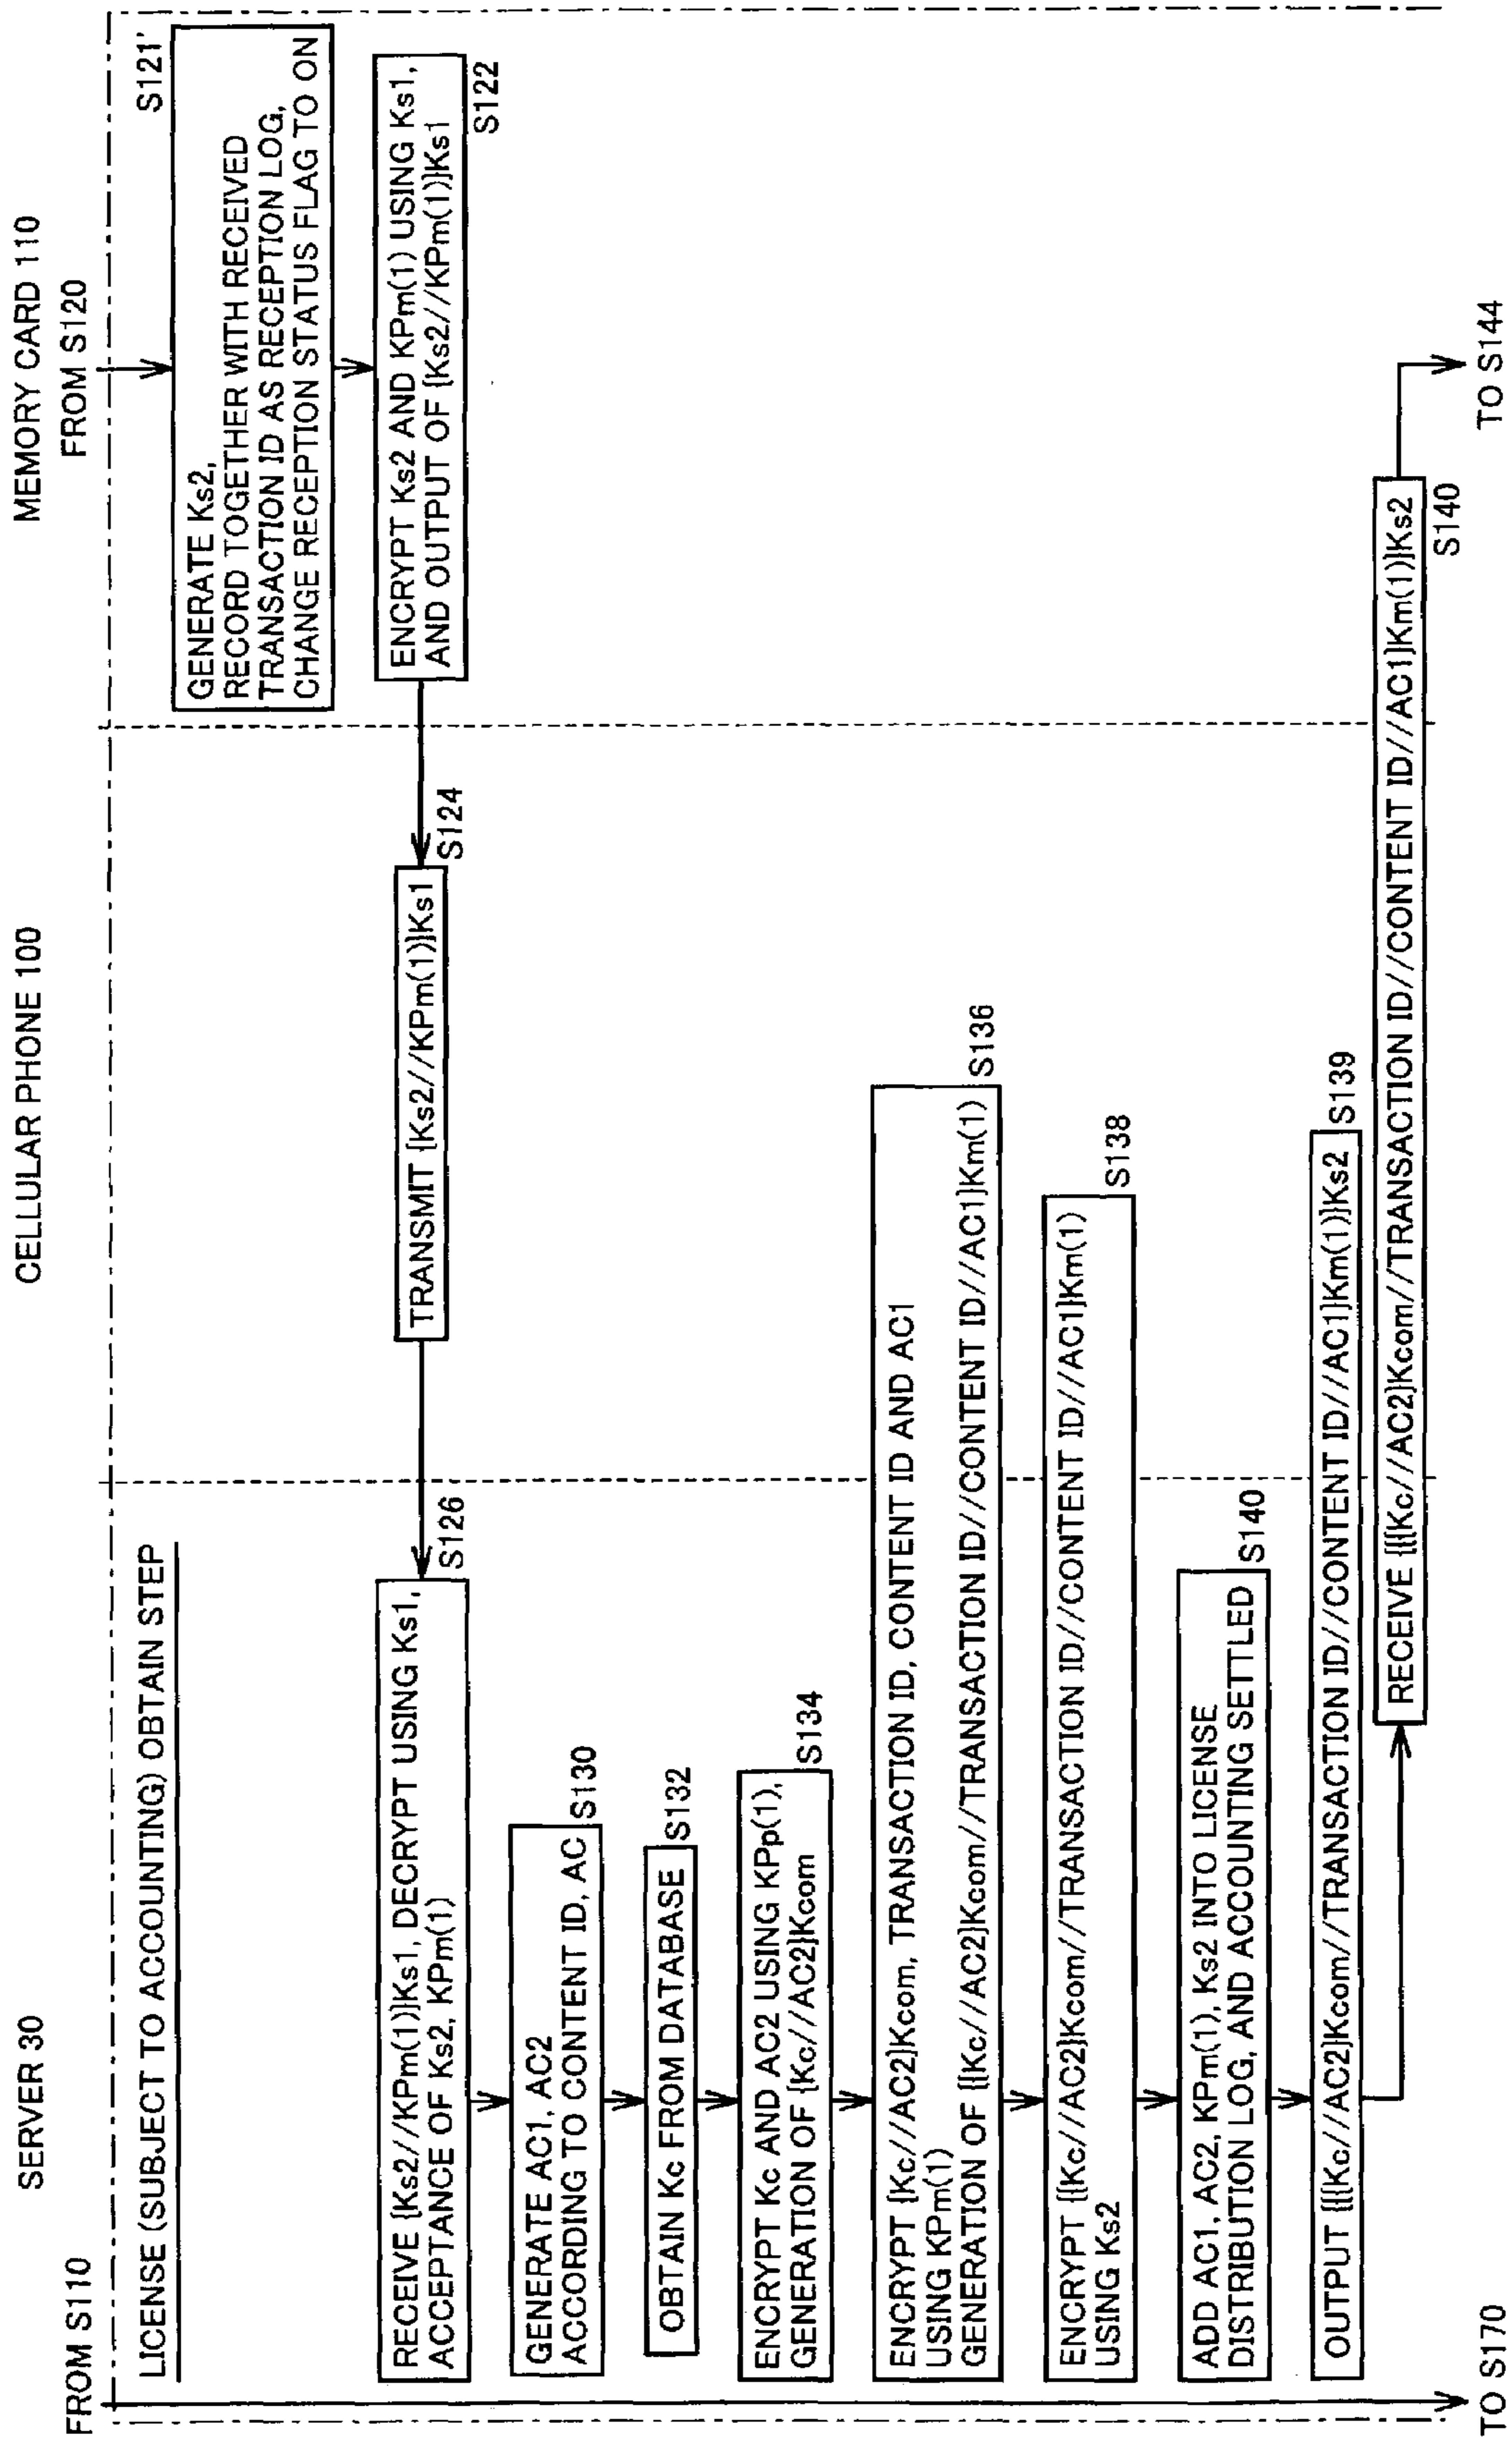 SERVER 30
CELLULAR PHONE 100
MEMORY CARD 110
FROM S110
FROM S120
LICENSE (SUBJECT TO ACCOUNTING) OBTAIN STEP
S121'
GENERATE Ks2,
RECORD TOGETHER WITH RECEIVED
TRANSACTION ID AS RECEPTION LOG,
CHANGE RECEPTION STATUS FLAG TO ON
ENCRYPT Ks2 AND KPm(1) USING Ks1,
AND OUTPUT OF {Ks2//KPm(1)}Ks1
S122
TRANSMIT {Ks2//KPm(1)}Ks1
S124
RECEIVE {Ks2//KPm(1)}Ks1, DECRYPT USING Ks1,
ACCEPTANCE OF Ks2, KPm(1)
S126
GENERATE AC1, AC2
ACCORDING TO CONTENT ID, AC
S130
OBTAIN Kc FROM DATABASE
S132
ENCRYPT Kc AND AC2 USING KPp(1),
GENERATION OF {Kc//AC2}Kcom
S134
ENCRYPT {Kc//AC2}Kcom, TRANSACTION ID, CONTENT ID AND AC1
USING KPm(1)
GENERATION OF {{Kc//AC2}Kcom//TRANSACTION ID//CONTENT ID//AC1}Km(1)
S136
ENCRYPT {{Kc//AC2}Kcom//TRANSACTION ID//CONTENT ID//AC1}Km(1)
USING Ks2
S138
ADD AC1, AC2, KPm(1), Ks2 INTO LICENSE
DISTRIBUTION LOG, AND ACCOUNTING SETTLED
S140
OUTPUT {{{Kc//AC2}Kcom//TRANSACTION ID//CONTENT ID//AC1}Km(1)}Ks2
S139
RECEIVE {{{Kc//AC2}Kcom//TRANSACTION ID//CONTENT ID//AC1}Km(1)}Ks2
S140
TO S170
TO S144